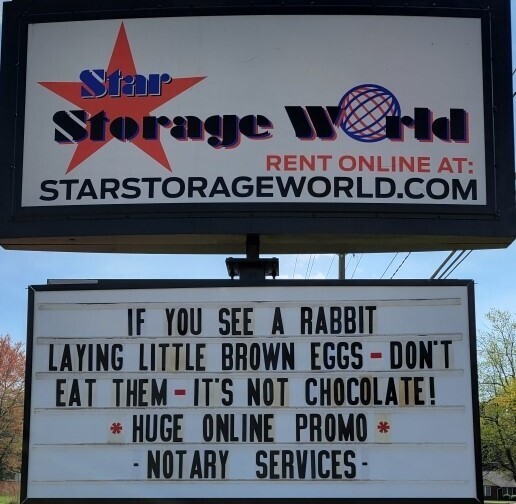 Star
Storage World
RENT ONLINE AT:
STARSTORAGEWORLD.COM
IF YOU SEE A RABBIT
LAYING LITTLE BROWN EGGS - DON'T
EAT THEM - IT'S NOT CHOCOLATE!
* HUGE ONLINE PROMO *
- NOTARY SERVICES -